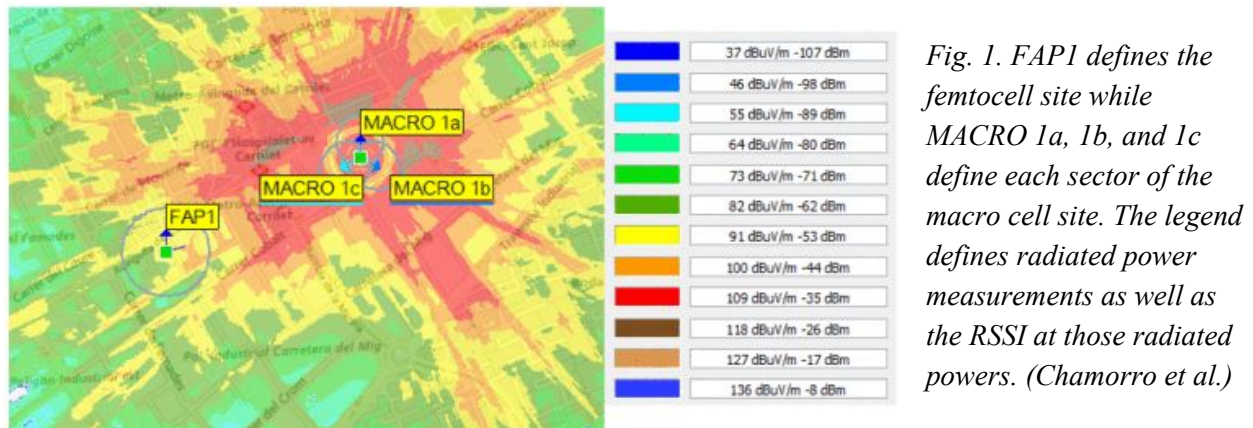 MACRO 1a
MACRO 1c
MACRO 1b
FAP1
37 dBuV/m -107 dBm
46 dBuV/m -98 dBm
55 dBuV/m -89 dBm
64 dBuV/m -80 dBm
73 dBuV/m -71 dBm
82 dBuV/m -62 dBm
91 dBuV/m -53 dBm
100 dBuV/m -44 dBm
109 dBuV/m -35 dBm
118 dBuV/m -26 dBm
127 dBuV/m -17 dBm
136 dBuV/m -8 dBm
Fig. 1. FAP1 defines the
femtocell site while
MACRO 1a, 1b, and 1c
define each sector of the
macro cell site. The legend
defines radiated power
measurements as well as
the RSSI at those radiated
powers. (Chamorro et al.)